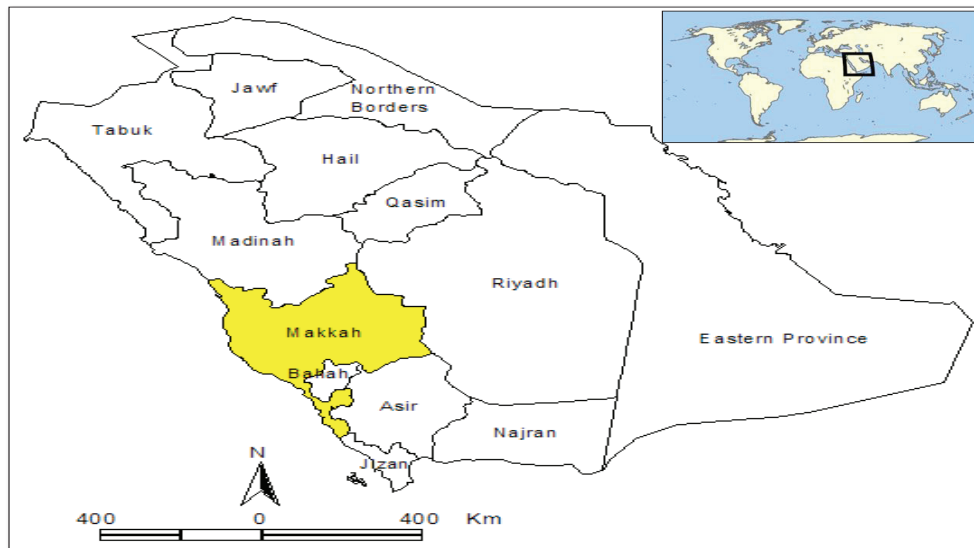 Jawf
Northern
Borders
Tabuk
Hail
Qasim
Madinah
Riyadh
Makkah
Eastern Province
Bahah
Asir
Najran
Jizan
N
400 0 400 Km